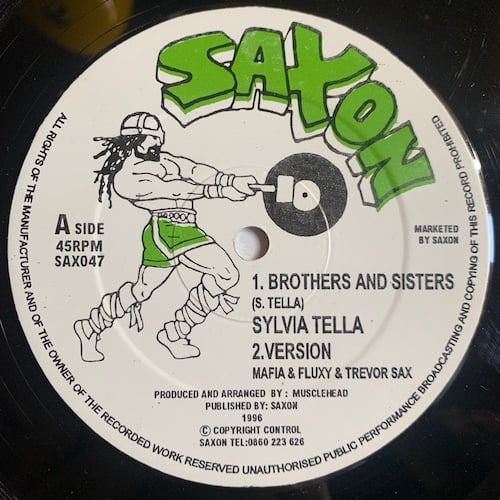 SAXON
ALL RIGHTS OF THE MANUFACTURER AND OF THE OWNER OF THE RECORDED WORK RESERVED UNAUTHORISED PUBLIC PERFORMANCE BROADCASTING AND COPYING OF THIS RECORD PROHIBITED
A SIDE
45RPM
SAX047
MARKETED
BY SAXON
1. BROTHERS AND SISTERS
(S. TELLA)
SYLVIA TELLA
2.VERSION
MAFIA & FLUXY & TREVOR SAX
PRODUCED AND ARRANGED BY : MUSCLEHEAD
PUBLISHED BY: SAXON
1996
© COPYRIGHT CONTROL
SAXON TEL:0860 223 626